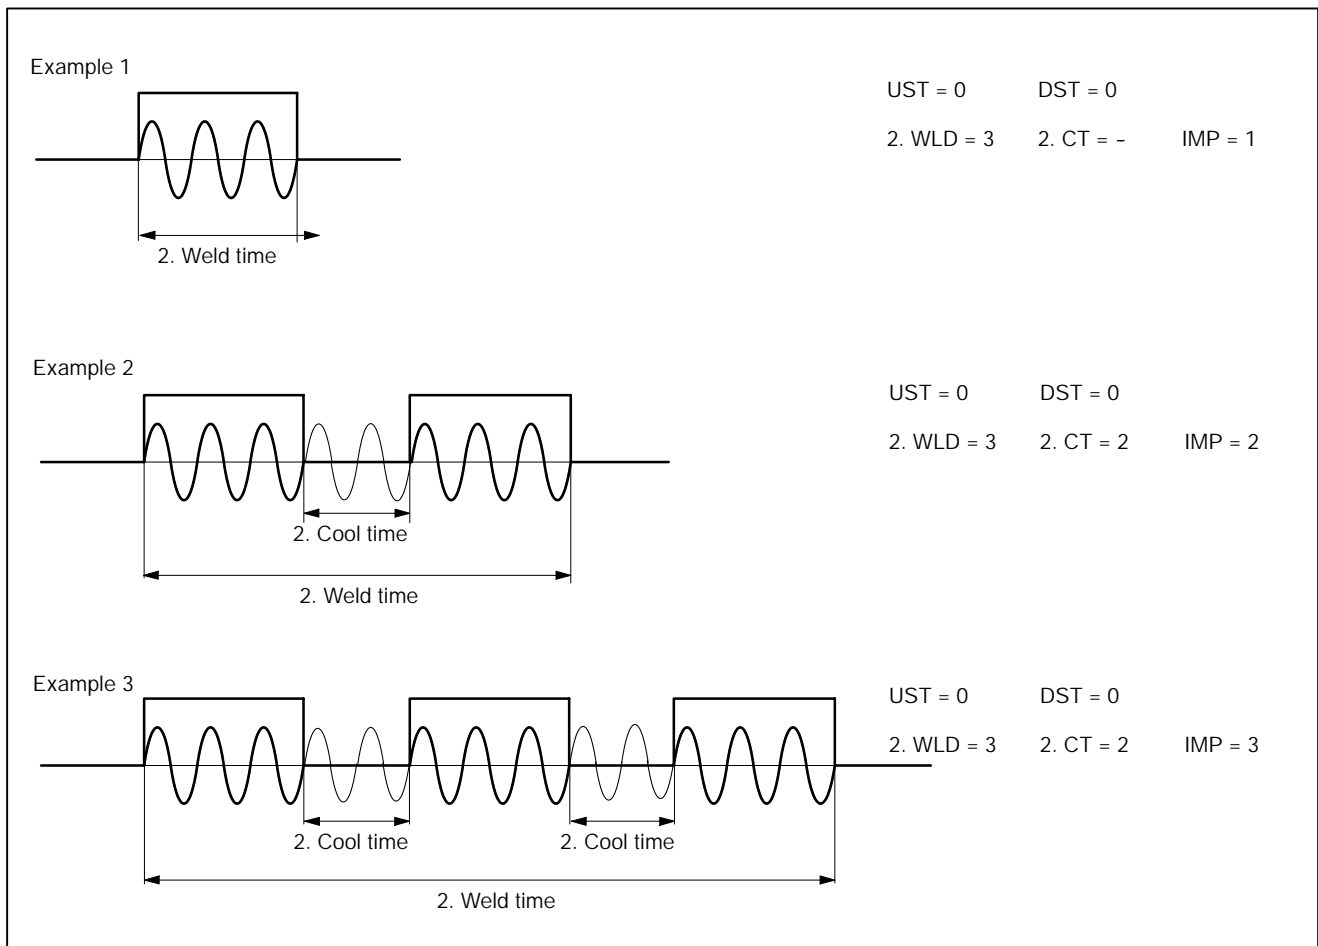 Example 1
UST = 0 DST = 0
2. WLD = 3 2. CT = - IMP = 1
2. Weld time
Example 2
UST = 0 DST = 0
2. WLD = 3 2. CT = 2 IMP = 2
2. Cool time
2. Weld time
Example 3
UST = 0 DST = 0
2. WLD = 3 2. CT = 2 IMP = 3
2. Cool time 2. Cool time
2. Weld time